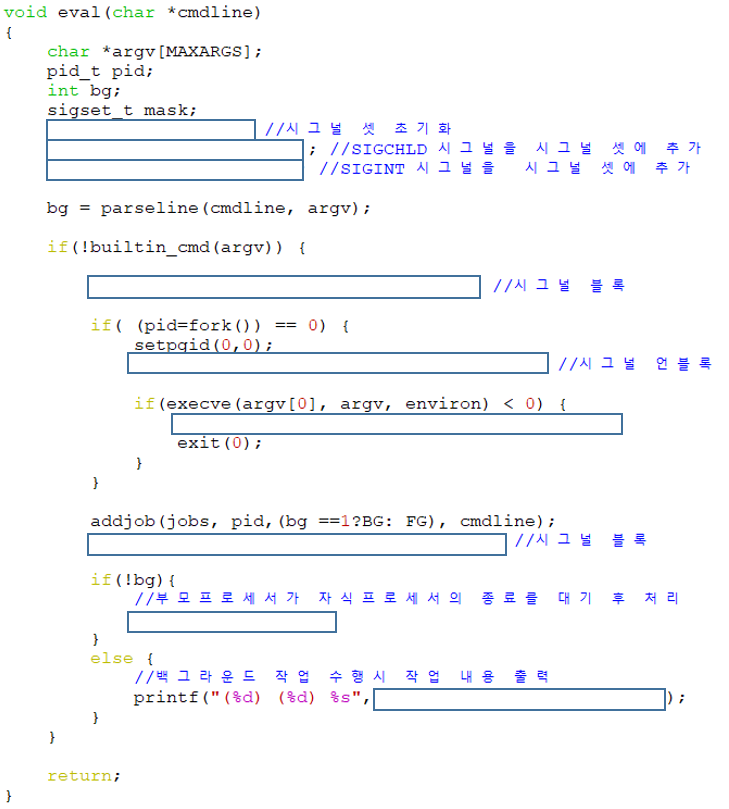 void eval(char *cmdline)
{
char *argv[MAXARGS];
pid_t pid;
int bg;
sigset_t mask;
//시그널 셋 초기화
; //SIGCHLD 시그널을 시그널 셋에 추가
//SIGINT 시그널을 시그널 셋에 추가
bg = parseline(cmdline, argv);
if(!builtin_cmd(argv)) {
//시그널 블록
if( (pid=fork()) == 0) {
setpgid(0,0);
//시그널 언블록
if(execve(argv[0], argv, environ) < 0) {
exit(0);
}
}
addjob(jobs, pid,(bg ==1?BG: FG), cmdline);
//시그널 블록
if(!bg){
//부모프로세서가 자식프로세서의 종료를 대기 후 처리
}
else {
//백그라운드 작업 수행시 작업 내용 출력
printf("(%d) (%d) %s", );
}
}
return;
}